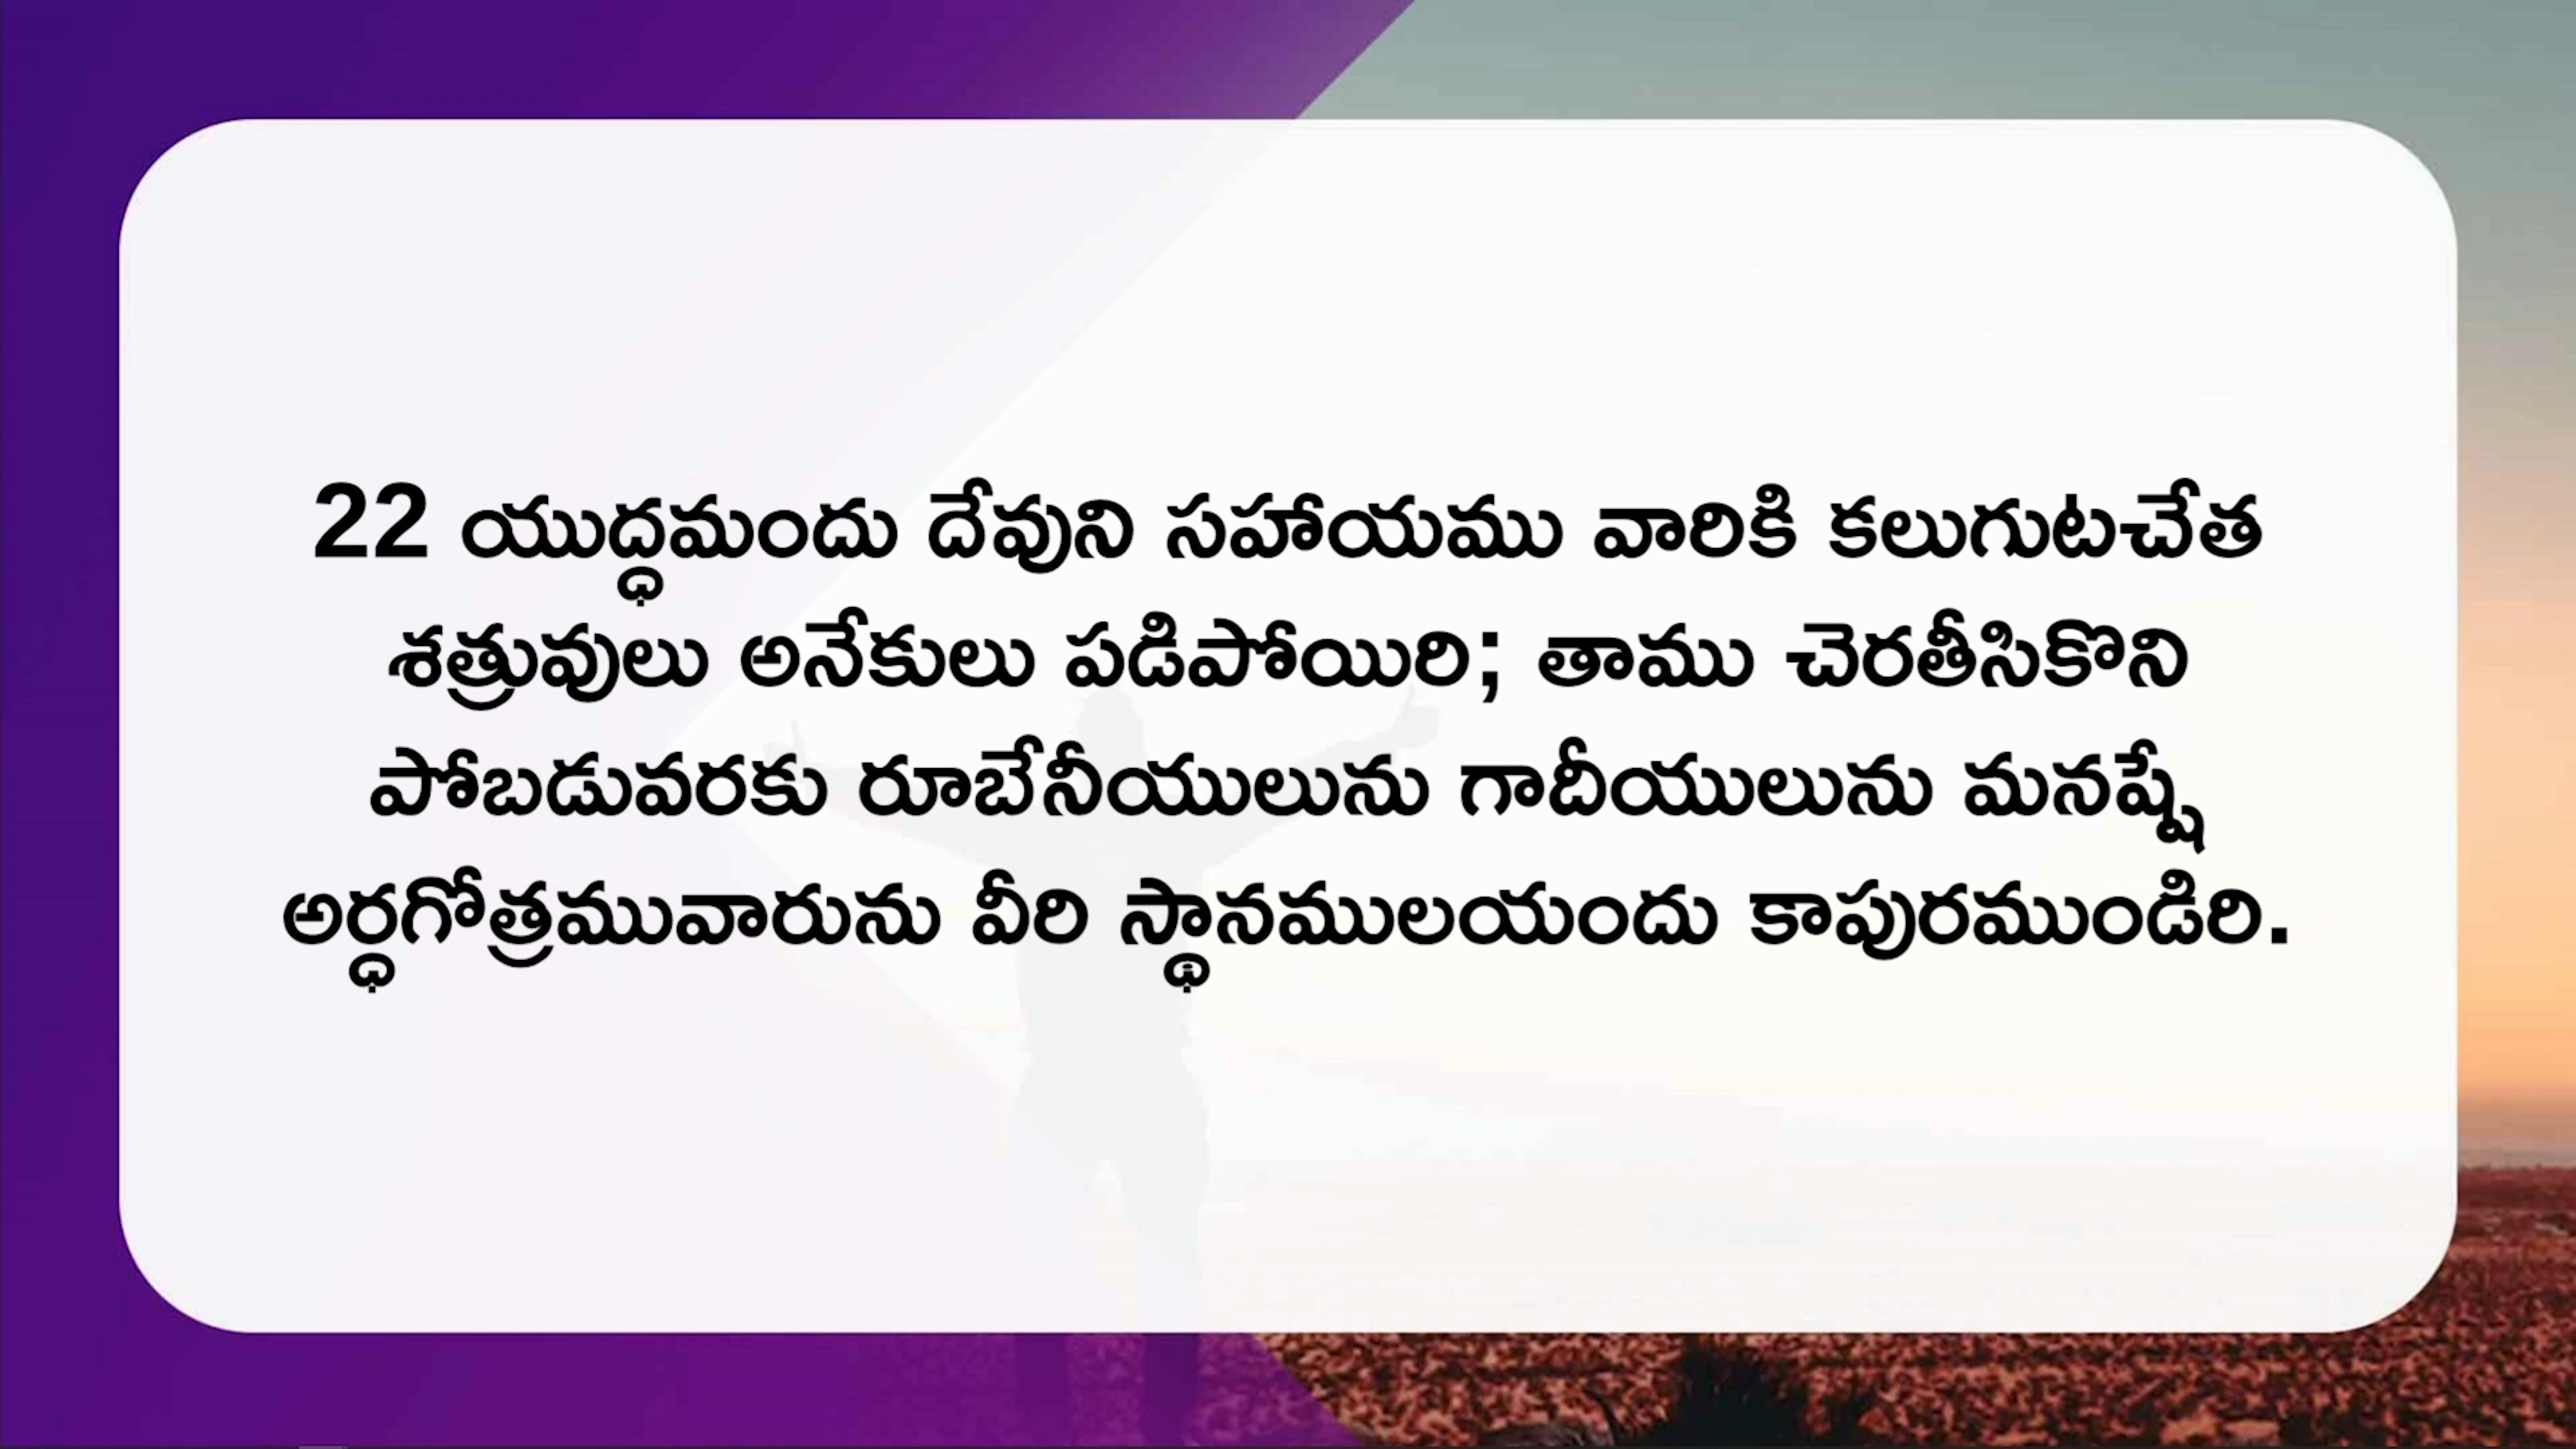 22 యుద్ధమందు దేవుని సహాయము వారికి కలుగుటచేత
శత్రువులు అనేకులు పడిపోయిరి; తాము చెరతీసికొని
పోబడువరకు రూబేనీయులును గాదీయులును మనష్షే
అర్ధగోత్రమువారును వీరి స్థానములయందు కాపురముండిరి.